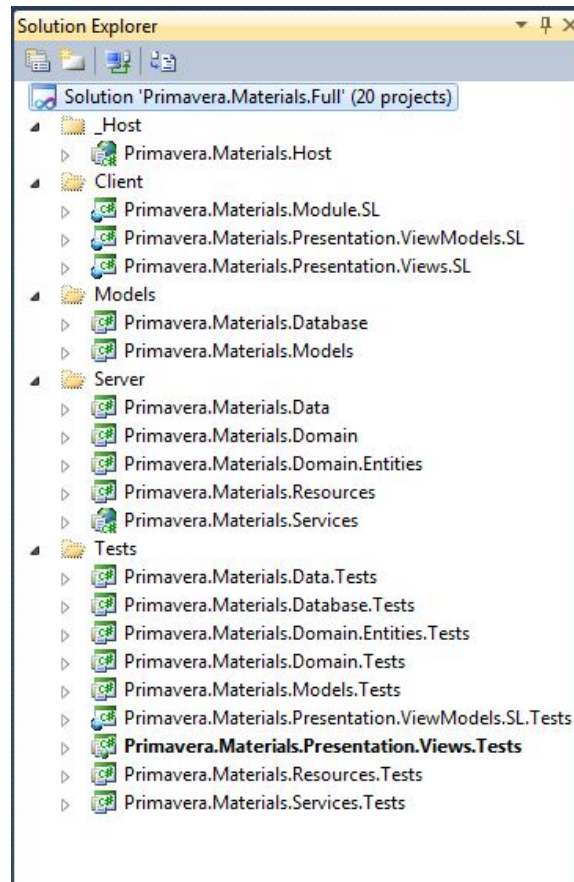 Solution Explorer
Solution 'Primavera.Materials.Full' (20 projects)
_Host
Primavera.Materials.Host
Client
Primavera.Materials.Module.SL
Primavera.Materials.Presentation.ViewModels.SL
Primavera.Materials.Presentation.Views.SL
Models
Primavera.Materials.Database
Primavera.Materials.Models
Server
Primavera.Materials.Data
Primavera.Materials.Domain
Primavera.Materials.Domain.Entities
Primavera.Materials.Resources
Primavera.Materials.Services
Tests
Primavera.Materials.Data.Tests
Primavera.Materials.Database.Tests
Primavera.Materials.Domain.Entities.Tests
Primavera.Materials.Domain.Tests
Primavera.Materials.Models.Tests
Primavera.Materials.Presentation.ViewModels.SL.Tests
Primavera.Materials.Presentation.Views.Tests
Primavera.Materials.Resources.Tests
Primavera.Materials.Services.Tests